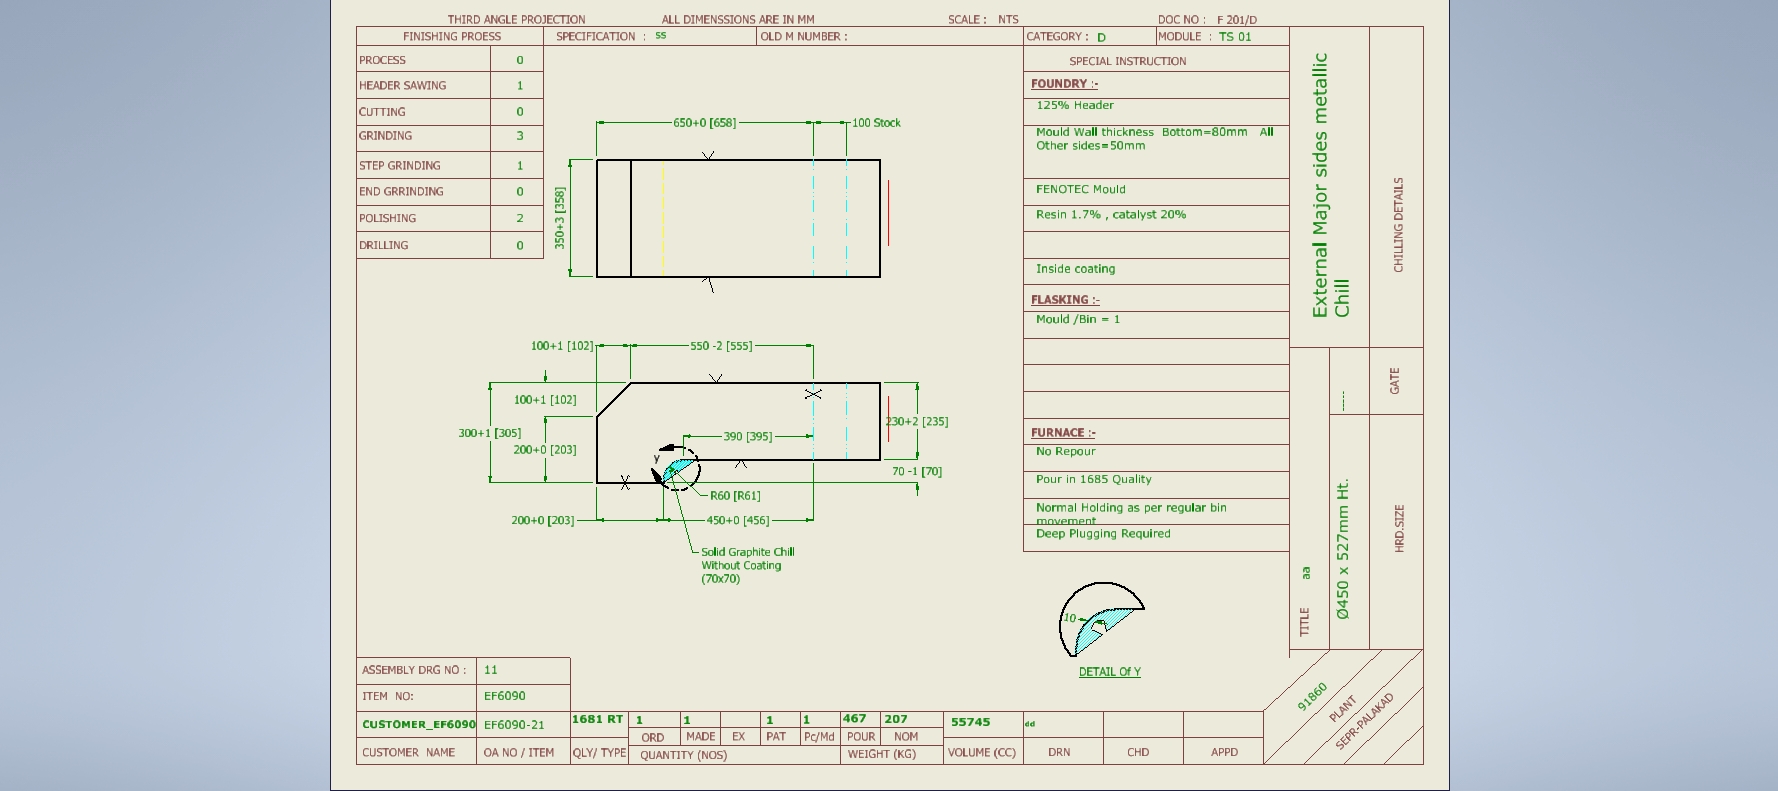 THIRD ANGLE PROJECTION ALL DIMENSSIONS ARE IN MM SCALE : NTS DOC NO : F 201/D
FINISHING PROESS SPECIFICATION : ss OLD M NUMBER : CATEGORY : D MODULE : TS 01
PROCESS 0
HEADER SAWING 1
CUTTING 0
GRINDING 3
STEP GRINDING 1
END GRRINDING 0
POLISHING 2
DRILLING 0
650+0 [658] 100 Stock
350+3 [358]
100+1 [102] 550 -2 [555]
100+1 [102]
230+2 [235]
300+1 [305]
390 [395]
200+0 [203]
Y
70 -1 [70]
R60 [R61]
200+0 [203] 450+0 [456]
Solid Graphite Chill
Without Coating
(70x70)
SPECIAL INSTRUCTION
FOUNDRY :-
125% Header
Mould Wall thickness Bottom=80mm All
Other sides=50mm
FENOTEC Mould
Resin 1.7% , catalyst 20%
Inside coating
FLASKING :-
Mould /Bin = 1
FURNACE :-
No Repour
Pour in 1685 Quality
Normal Holding as per regular bin
movement
Deep Plugging Required
External Major sides metallic
Chill
CHILLING DETAILS
------
GATE
TITLE aa
Ø450 x 527mm Ht.
HRD.SIZE
10
DETAIL Of Y
91860
PLANT
SEPR-PALAKAD
ASSEMBLY DRG NO : 11
ITEM NO: EF6090
CUSTOMER_EF6090 EF6090-21 1681 RT 1 1 1 1 467 207 55745 dd
ORD MADE EX PAT Pc/Md POUR NOM
CUSTOMER NAME OA NO / ITEM QLY/ TYPE QUANTITY (NOS) WEIGHT (KG) VOLUME (CC) DRN CHD APPD